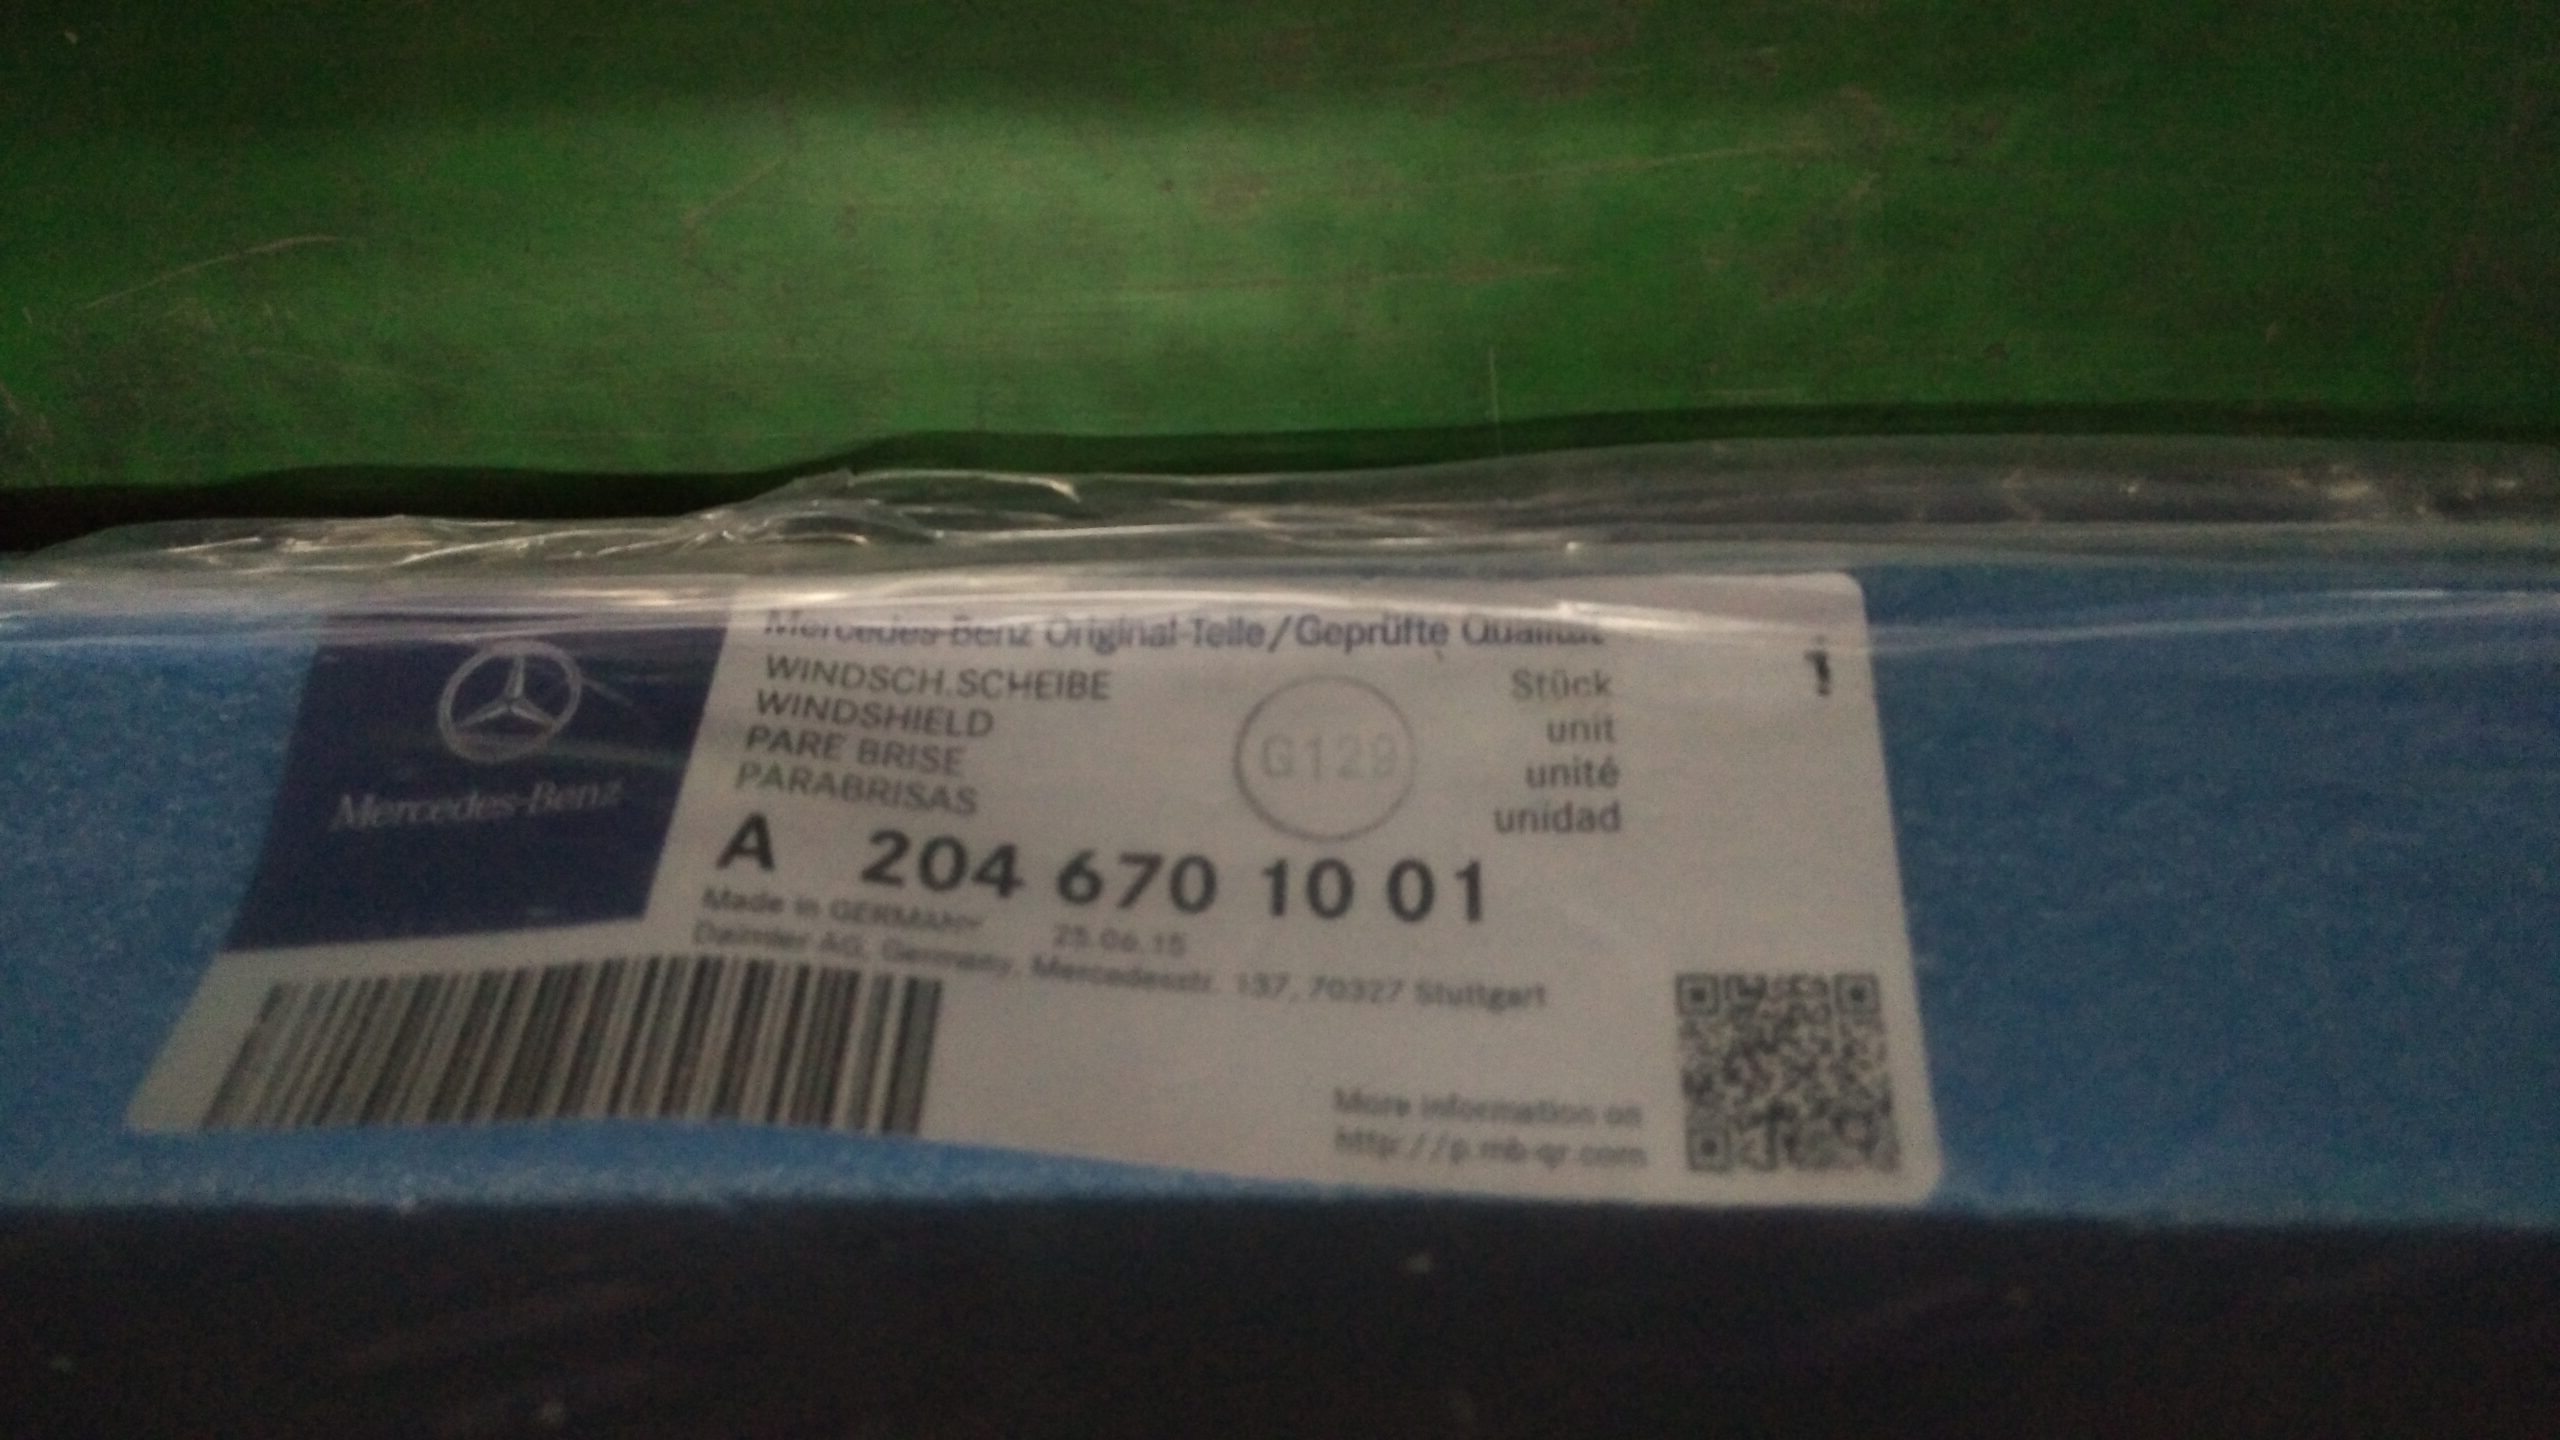 Mercedes-Benz
Mercedes-Benz Original-Teile/Geprüfte Qualität
WINDSCH.SCHEIBE
WINDSHIELD
PARE BRISE
PARABRISAS
G129
Stück
unit
unité
unidad
1
A 204 670 10 01
Made in GERMANY 25.06.15
Daimler AG, Germany, Mercedesstr. 137, 70327 Stuttgart
More information on
http://p.mb-qr.com